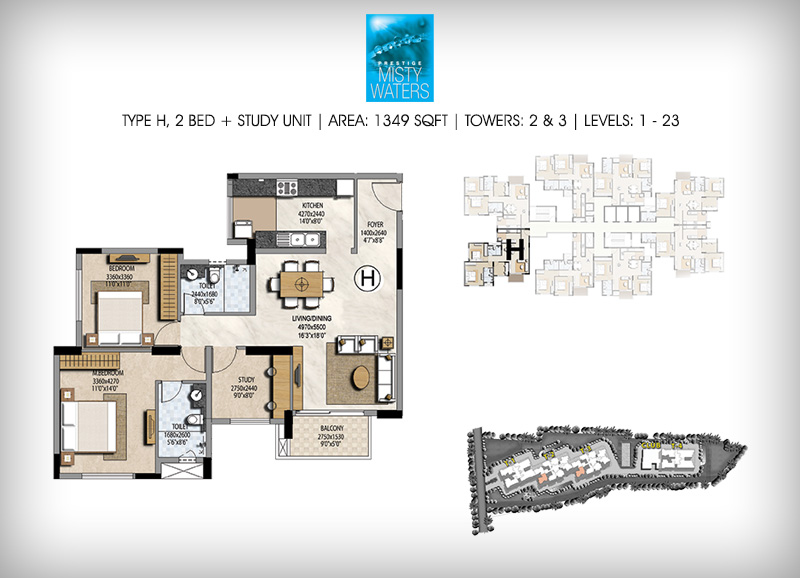 PRESTIGE
MISTY
WATERS
TYPE H, 2 BED + STUDY UNIT | AREA: 1349 SQFT | TOWERS: 2 & 3 | LEVELS: 1 - 23
KITCHEN
4270x2440
14'0"x8'0"
FOYER
1400x2640
4'7"x8'8"
H
BEDROOM
3360x3360
11'0"x11'0"
TOILET
2440x1680
8'0"x5'6"
LIVING/DINING
4970x5600
16'3"x18'0"
M.BEDROOM
3360x4270
11'0"x14'0"
STUDY
2750x2440
9'0"x8'0"
TOILET
1680x2600
5'6"x8'6"
BALCONY
2750x1530
9'0"x5'0"
H
CLUB